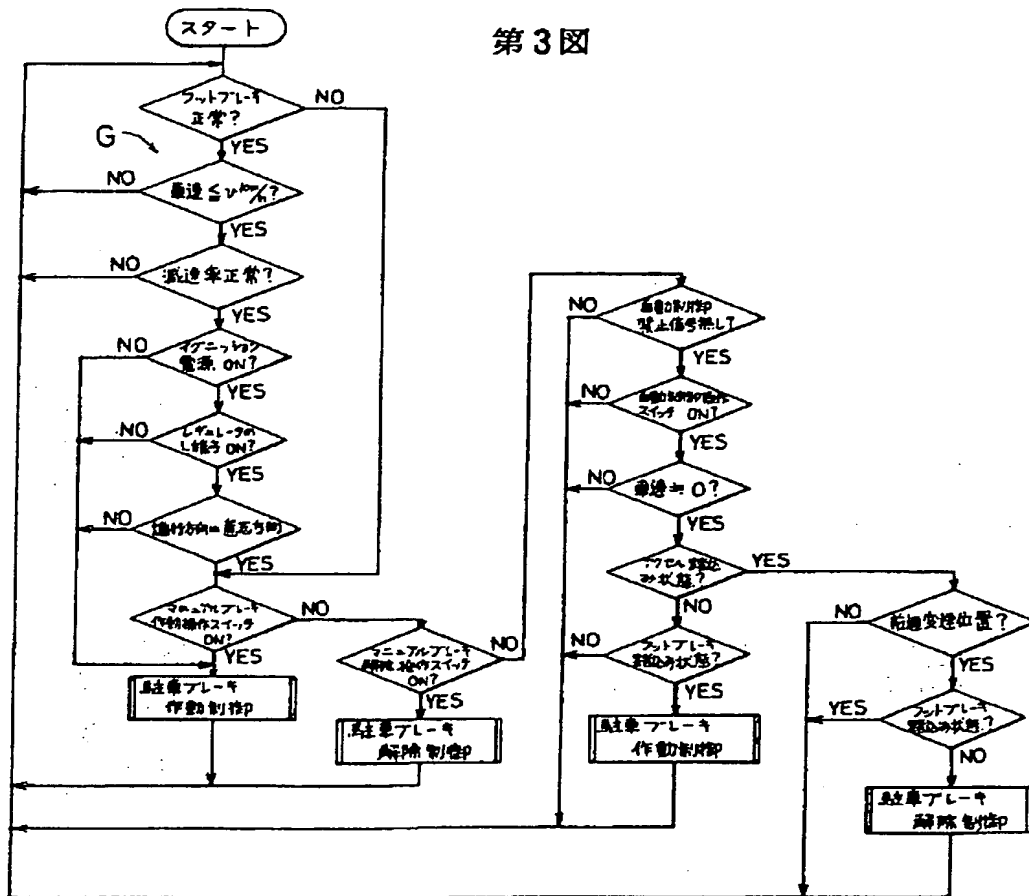 第3図
スタート
フットブレーキ
正常?
NO
YES
G
車速≦υkm/h?
NO
YES
減速率正常?
NO
YES
イグニッション
電源 ON?
NO
YES
レギュレータの
L端子 ON?
NO
YES
進行方向=
NO
YES
マニュアルブレーキ
作動操作スイッチ
ON?
NO
YES
駐車ブレーキ
作動制御
マニュアルブレーキ
解除操作スイッチ
ON?
NO
YES
駐車ブレーキ
解除制御
自動制御
禁止信号無し?
NO
YES
自動制御操作
スイッチ ON?
NO
YES
車速≒0?
NO
YES
アクセル踏込
み状態?
YES
NO
フットブレーキ
踏込み状態?
NO
YES
駐車ブレーキ
作動制御
適変速位置?
NO
YES
フットブレーキ
踏込み状態?
YES
NO
駐車ブレーキ
解除制御